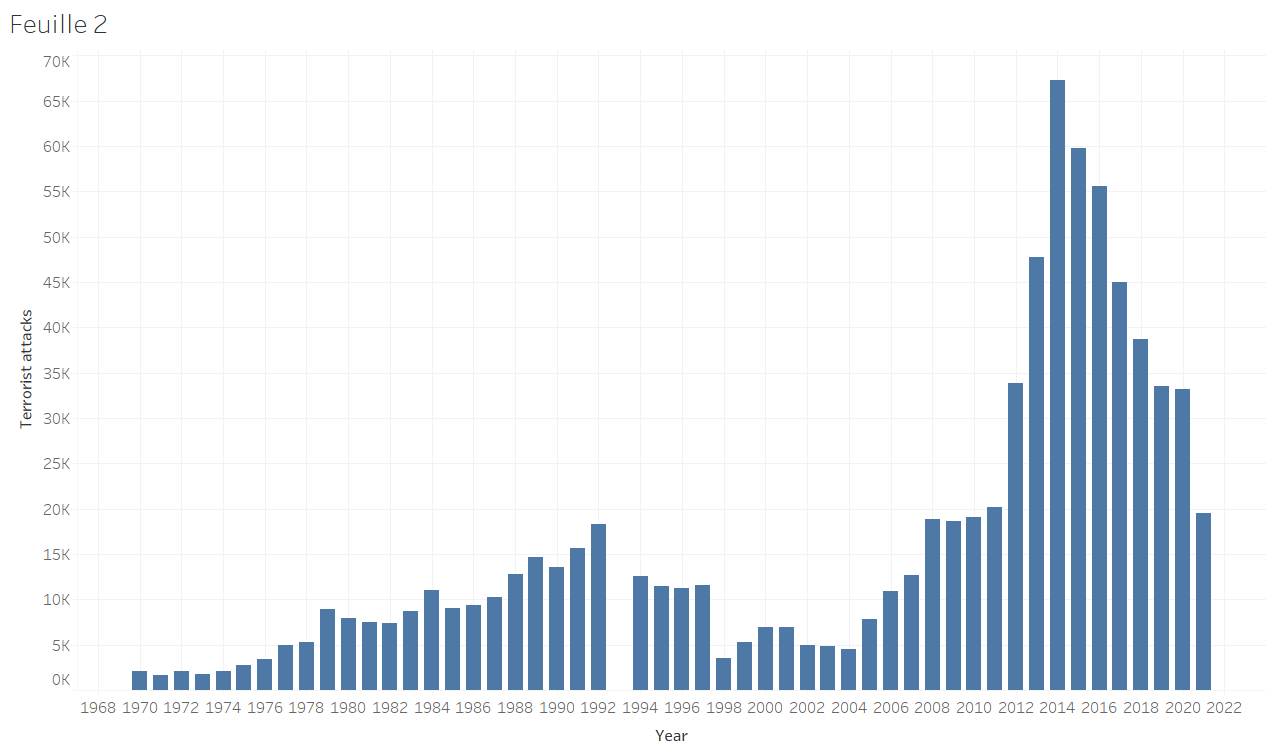 Feuille 2
70K
65K
60K
55K
50K
45K
40K
35K
30K
25K
20K
15K
10K
5K
0K
Terrorist attacks
1968 1970 1972 1974 1976 1978 1980 1982 1984 1986 1988 1990 1992 1994 1996 1998 2000 2002 2004 2006 2008 2010 2012 2014 2016 2018 2020 2022
Year